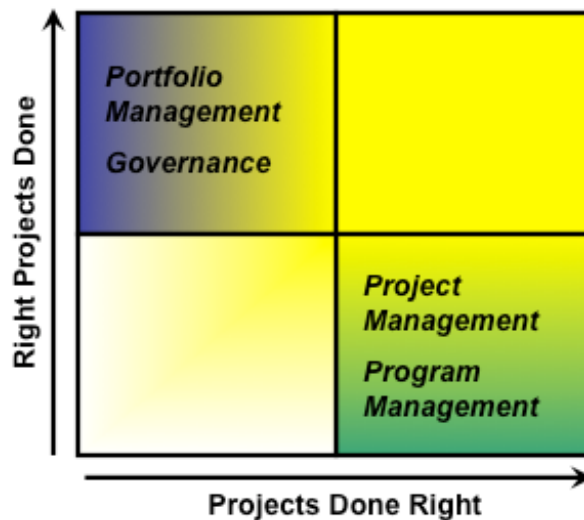 Right Projects Done
Portfolio
Management
Governance
Project
Management
Program
Management
Projects Done Right